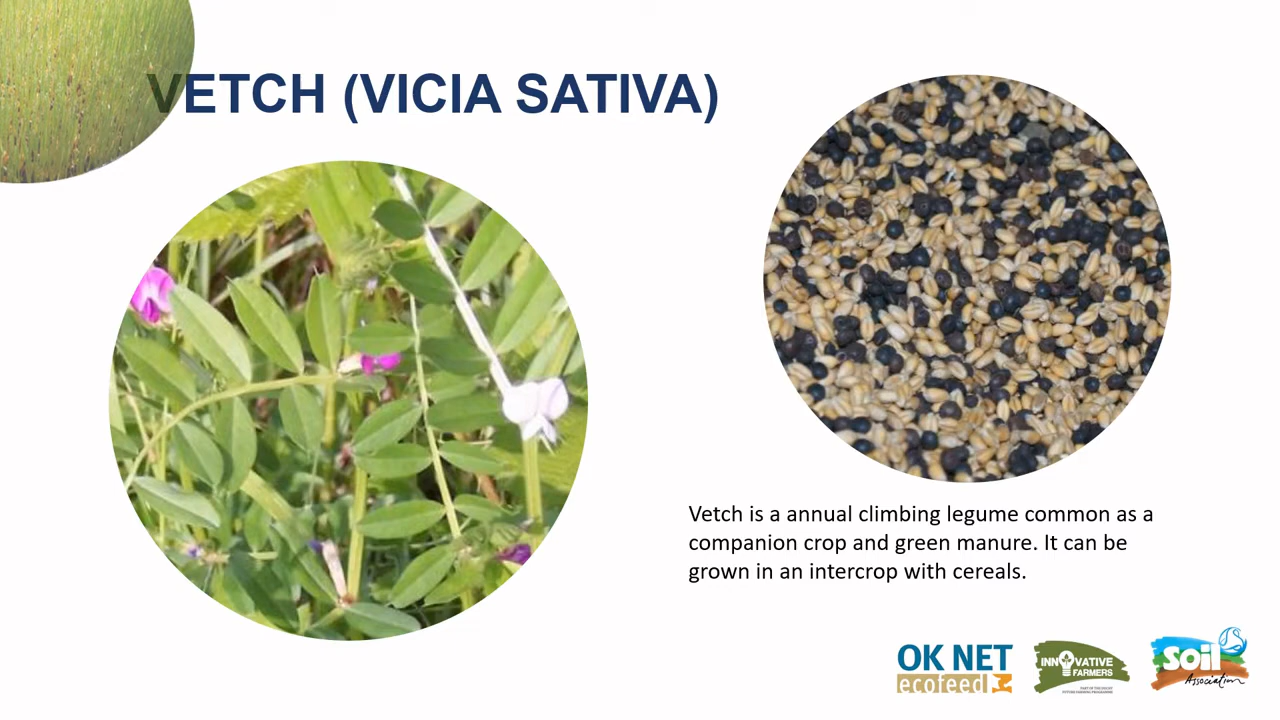 VETCH (VICIA SATIVA)
Vetch is a annual climbing legume common as a
companion crop and green manure. It can be
grown in an intercrop with cereals.
OK NET
ecofeed
INNOVATIVE
FARMERS
Soil
Association